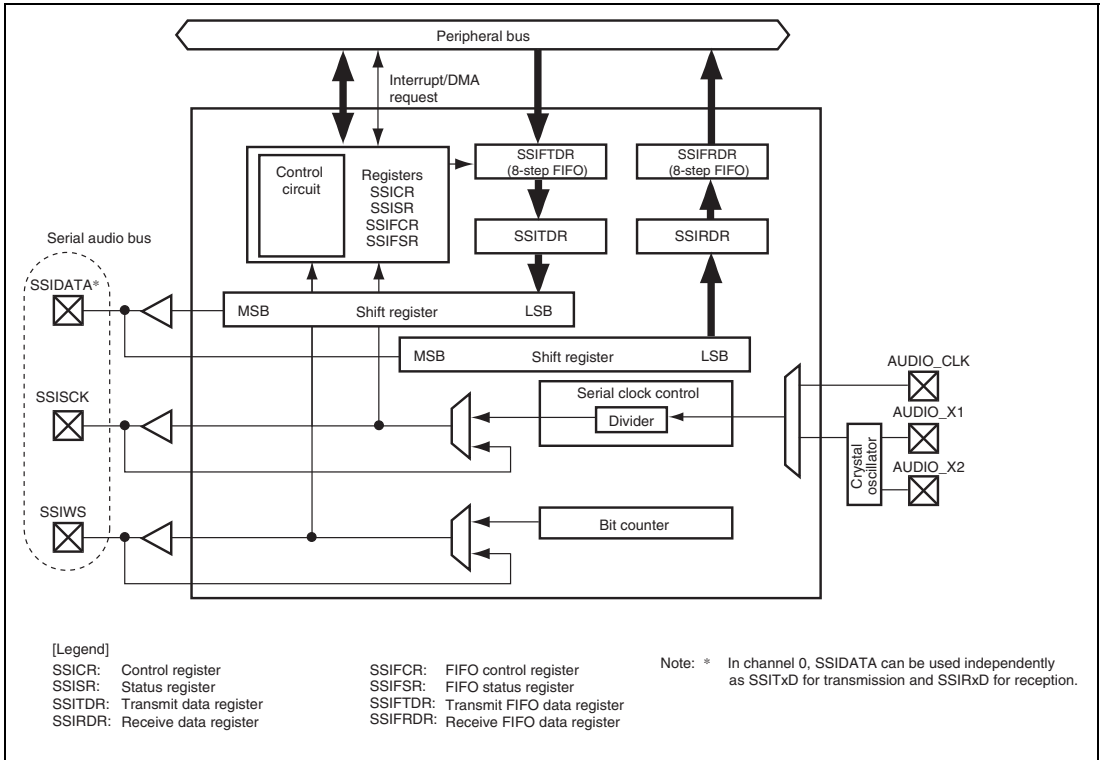 Peripheral bus
Interrupt/DMA
request
Control
circuit
Registers
SSICR
SSISR
SSIFCR
SSIFSR
SSIFTDR
(8-step FIFO)
SSIFRDR
(8-step FIFO)
SSITDR
SSIRDR
Serial audio bus
SSIDATA*
MSB Shift register LSB
MSB Shift register LSB
SSISCK
Serial clock control
Divider
AUDIO_CLK
AUDIO_X1
AUDIO_X2
Crystal
oscillator
SSIWS
Bit counter
[Legend]
SSICR: Control register
SSISR: Status register
SSITDR: Transmit data register
SSIRDR: Receive data register
SSIFCR: FIFO control register
SSIFSR: FIFO status register
SSIFTDR: Transmit FIFO data register
SSIFRDR: Receive FIFO data register
Note: * In channel 0, SSIDATA can be used independently
as SSITxD for transmission and SSIRxD for reception.